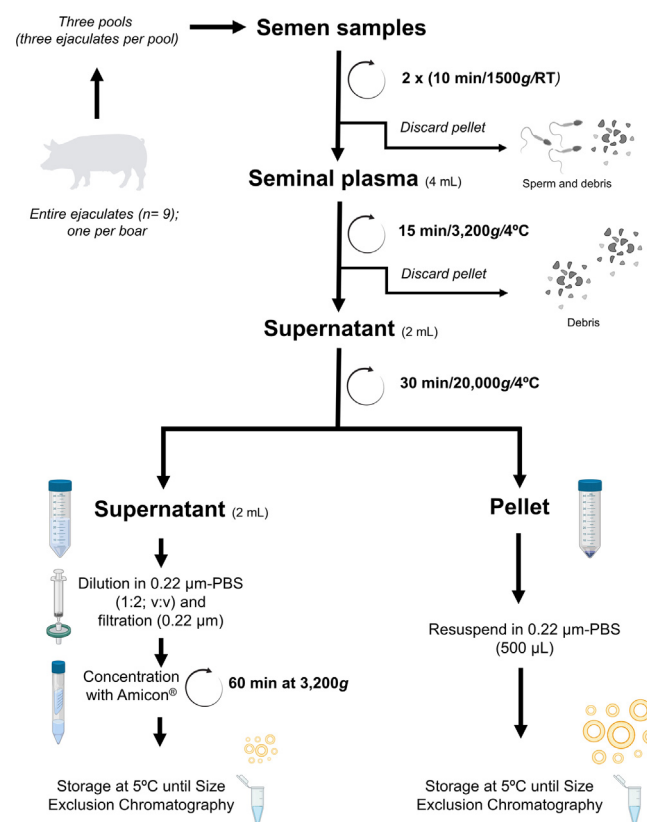 Three pools
(three ejaculates per pool)
Semen samples
2 x (10 min/1500g/RT)
Discard pellet
Sperm and debris
Seminal plasma (4 mL)
Entire ejaculates (n= 9);
one per boar
15 min/3,200g/4ºC
Discard pellet
Debris
Supernatant (2 mL)
30 min/20,000g/4ºC
Supernatant (2 mL)
Dilution in 0.22 µm-PBS
(1:2; v:v) and
filtration (0.22 µm)
Concentration
with Amicon®
60 min at 3,200g
Storage at 5ºC until Size
Exclusion Chromatography
Pellet
Resuspend in 0.22 µm-PBS
(500 µL)
Storage at 5ºC until Size
Exclusion Chromatography